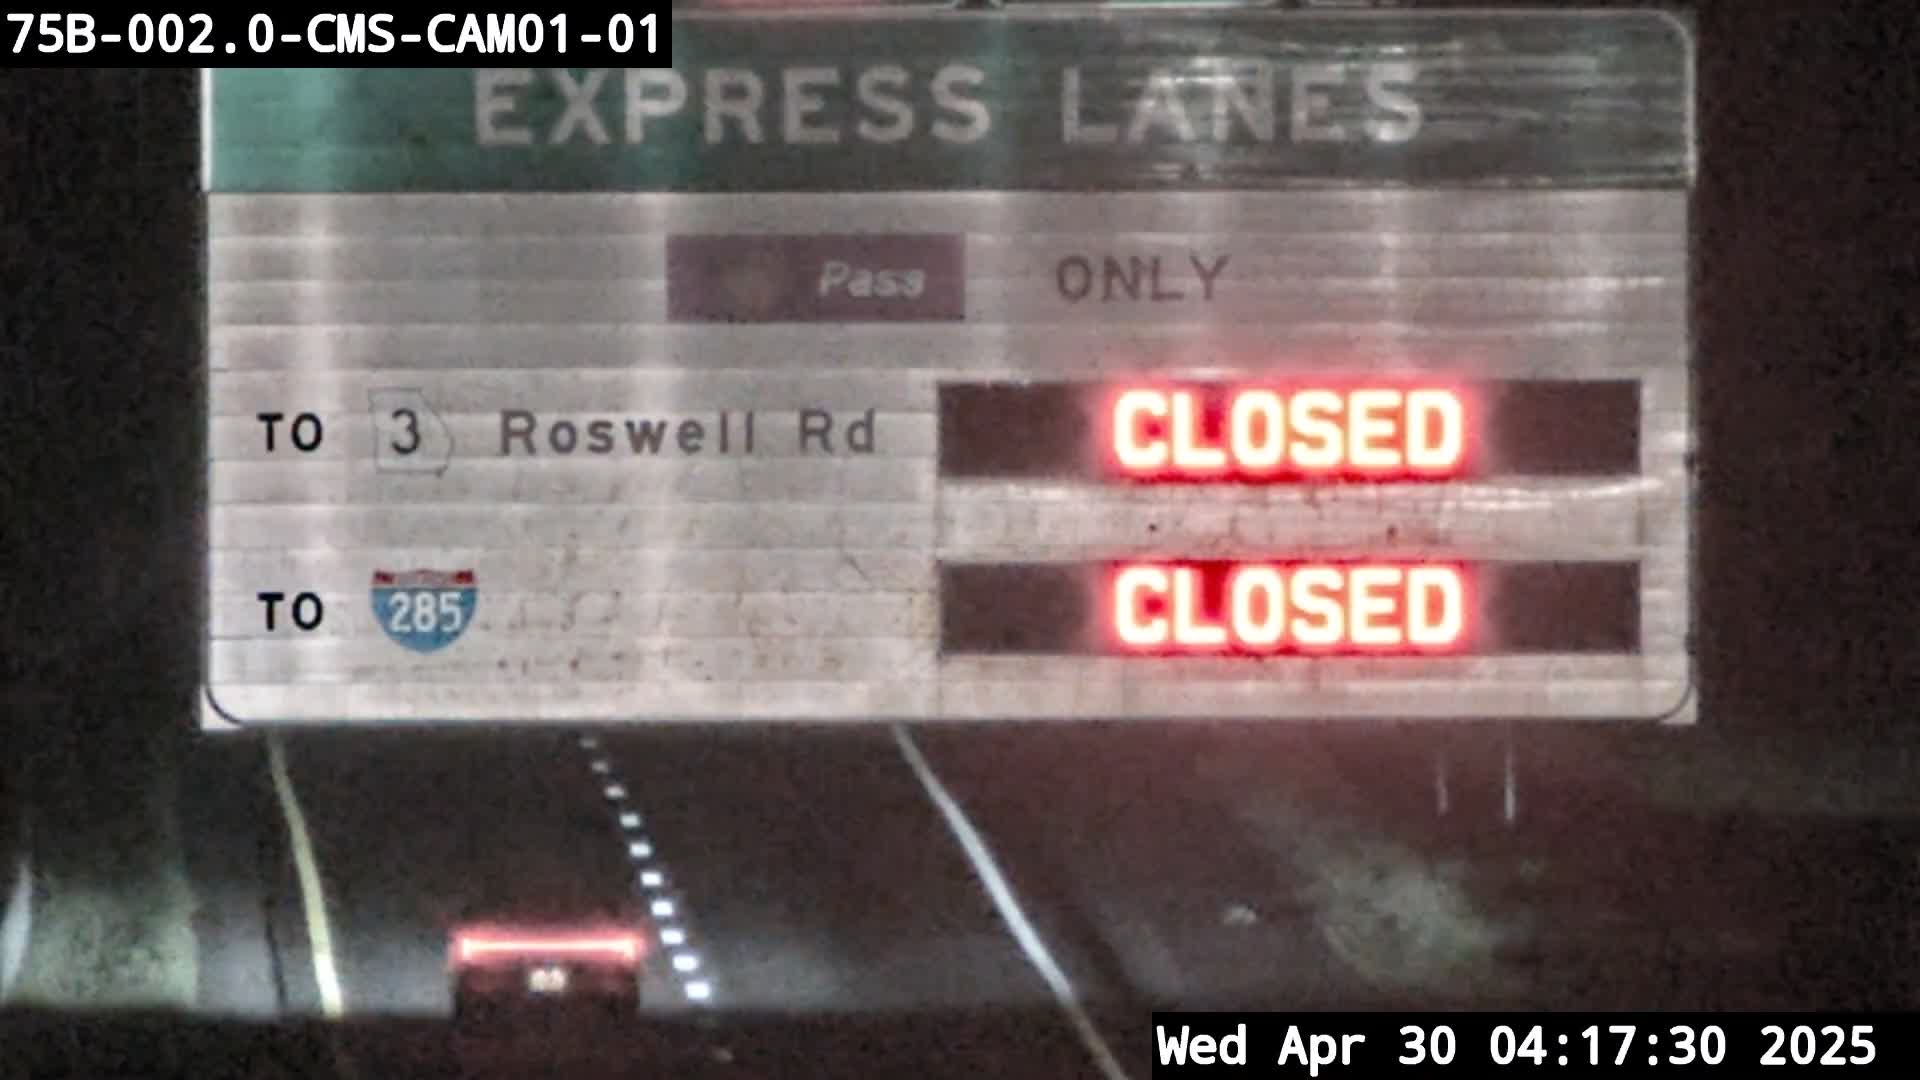 75B-002.0-CMS-CAM01-01
EXPRESS LANES
Pass ONLY
TO 3 Roswell Rd CLOSED
TO 285 CLOSED
Wed Apr 30 04:17:30 2025